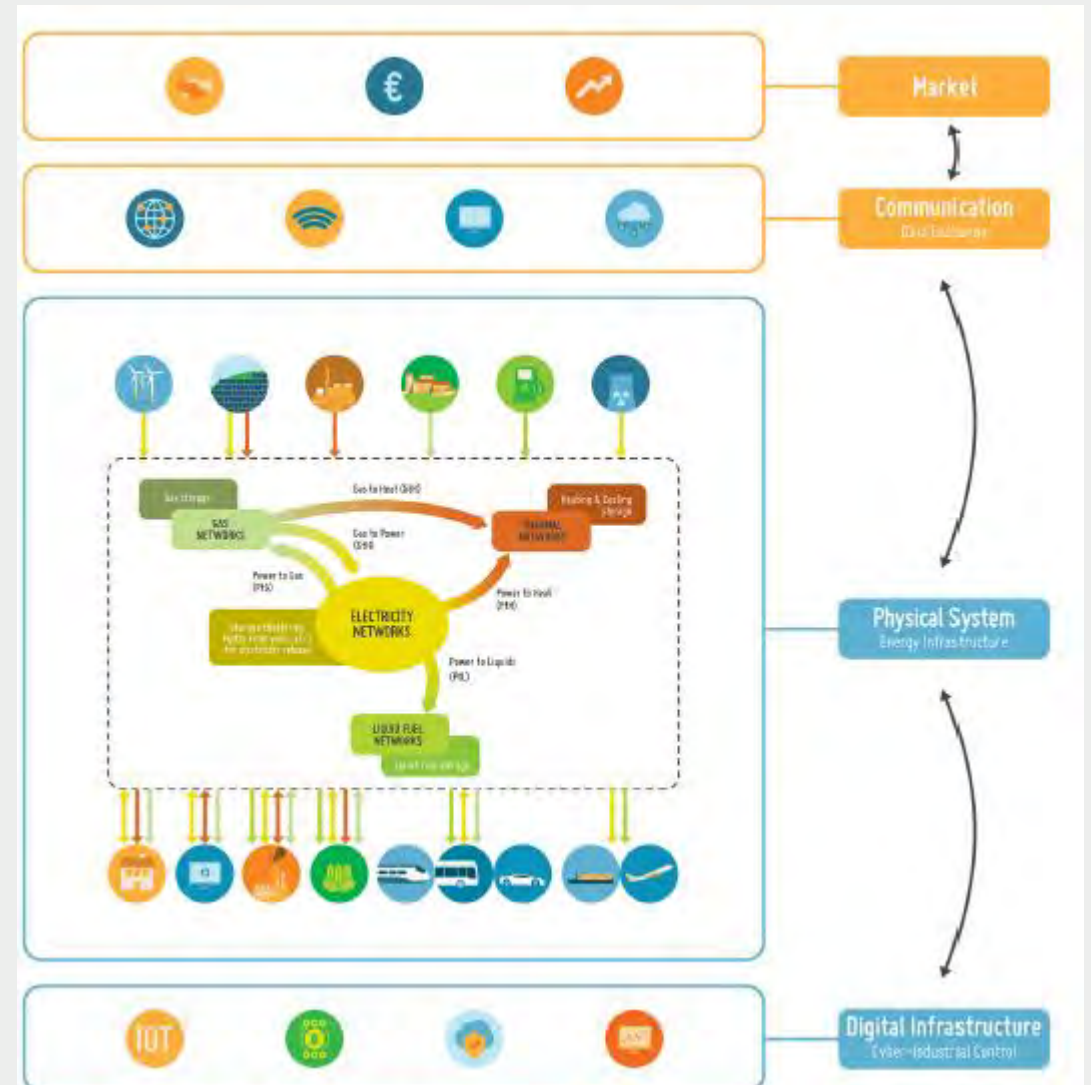 €
Market
Communication
Gas storage
GAS
NETWORKS
Gas to Heat (GtH)
Heating & Cooling
storage
THERMAL
NETWORKS
Gas to Power
Power to Gas
(PtG)
Power to Heat
(PtH)
ELECTRICITY
NETWORKS
Power to Liquids
(PtL)
LIQUID FUEL
NETWORKS
Physical System
Energy Infrastructure
IOT
Digital Infrastructure
Cyber-Industrial Control